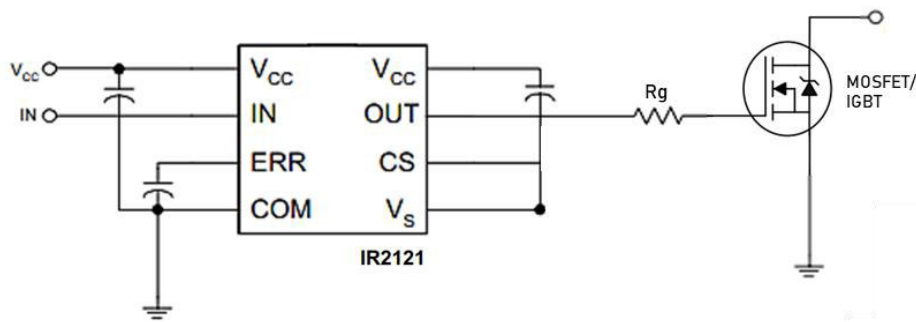 V_CC
IN
V_CC
IN
ERR
COM
V_CC
OUT
CS
V_S
IR2121
Rg
MOSFET/
IGBT